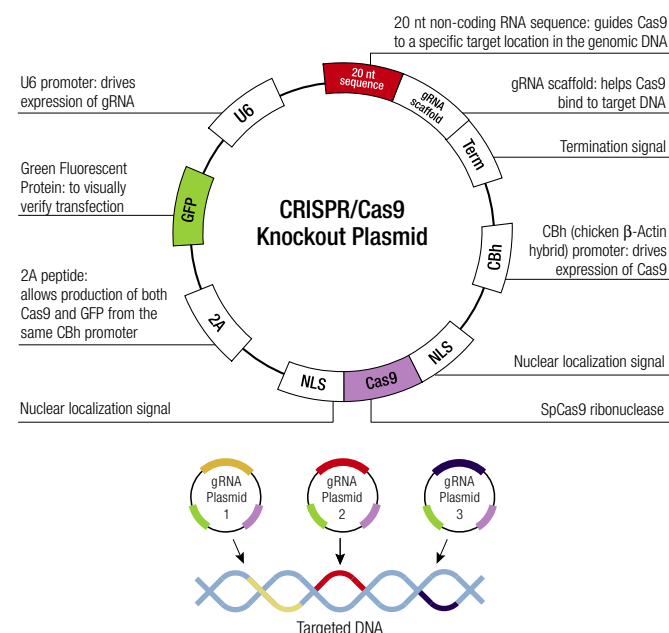 20 nt non-coding RNA sequence: guides Cas9
to a specific target location in the genomic DNA
U6 promoter: drives
expression of gRNA
gRNA scaffold: helps Cas9
bind to target DNA
Termination signal
Green Fluorescent
Protein: to visually
verify transfection
CBh (chicken β-Actin
hybrid) promoter: drives
expression of Cas9
2A peptide:
allows production of both
Cas9 and GFP from the
same CBh promoter
Nuclear localization signal
Nuclear localization signal
SpCas9 ribonuclease
CRISPR/Cas9
Knockout Plasmid
20 nt
sequence
gRNA
scaffold
Term
CBh
NLS
Cas9
NLS
2A
GFP
U6
gRNA
Plasmid
1
gRNA
Plasmid
2
gRNA
Plasmid
3
Targeted DNA